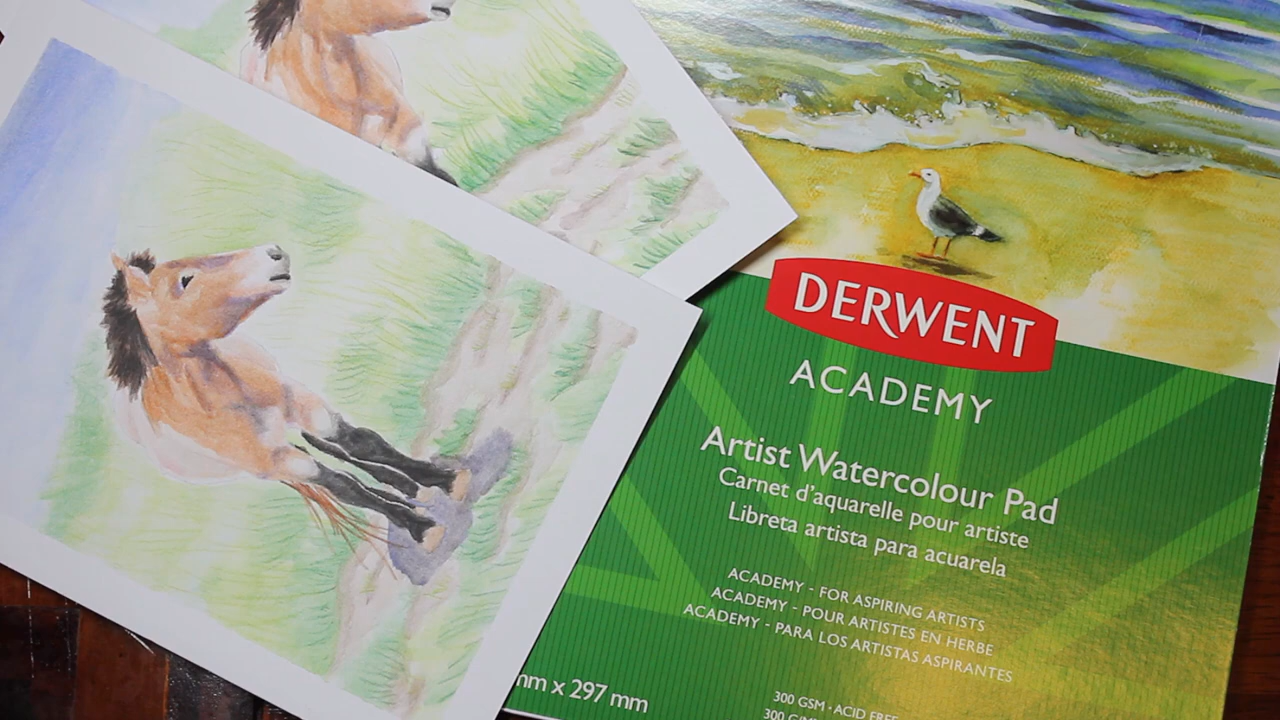 DERWENT
ACADEMY
Artist Watercolour Pad
Carnet d'aquarelle pour artiste
Libreta artista para acuarela
ACADEMY - FOR ASPIRING ARTISTS
ACADEMY - POUR ARTISTES EN HERBE
ACADEMY - PARA LOS ARTISTAS ASPIRANTES
mm x 297 mm
300 GSM • ACID FREE